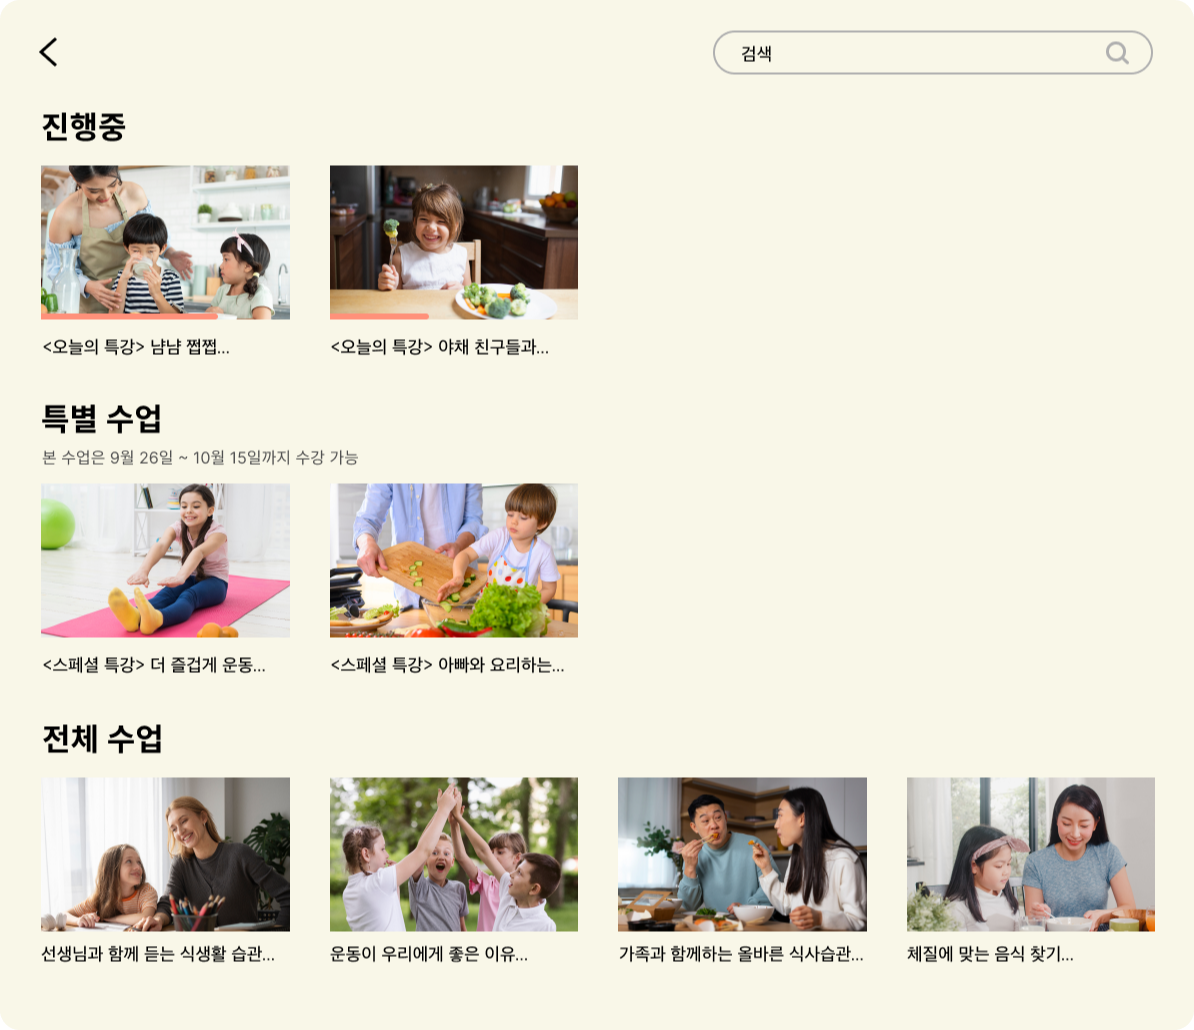 검색
진행중
<오늘의 특강> 냠냠 쩝쩝...
<오늘의 특강> 야채 친구들과...
특별 수업
본 수업은 9월 26일 ~ 10월 15일까지 수강 가능
<스페셜 특강> 더 즐겁게 운동...
<스페셜 특강> 아빠와 요리하는...
전체 수업
선생님과 함께 듣는 식생활 습관...
운동이 우리에게 좋은 이유...
가족과 함께하는 올바른 식사습관...
체질에 맞는 음식 찾기...